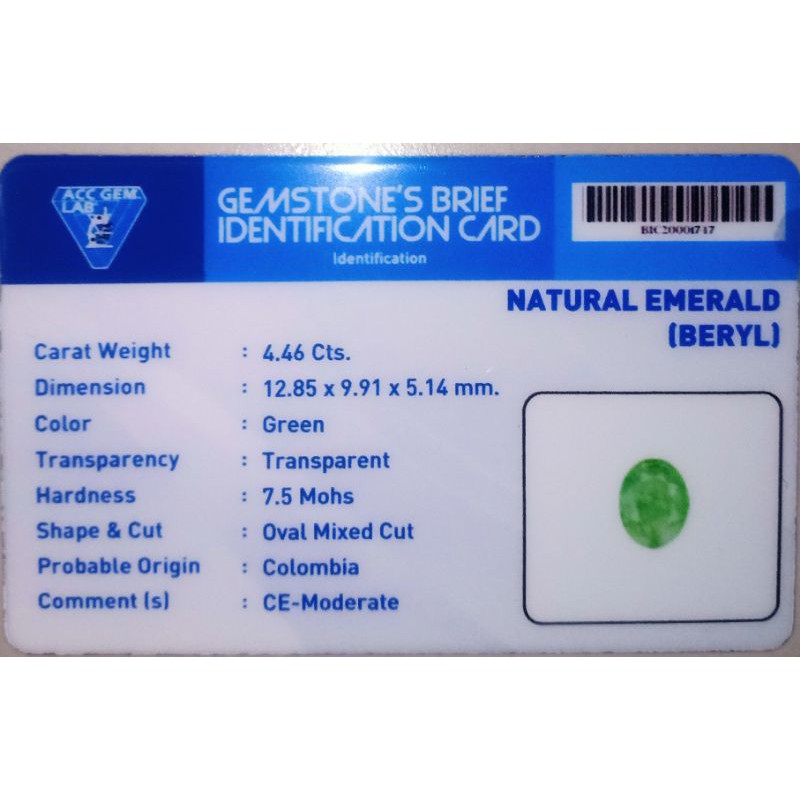 ACC GEM
LAB
GEMSTONE'S BRIEF
IDENTIFICATION CARD
Identification
NATURAL EMERALD
(BERYL)
Carat Weight : 4.46 Cts.
Dimension : 12.85 x 9.91 x 5.14 mm.
Color : Green
Transparency : Transparent
Hardness : 7.5 Mohs
Shape & Cut : Oval Mixed Cut
Probable Origin : Colombia
Comment (s) : CE-Moderate